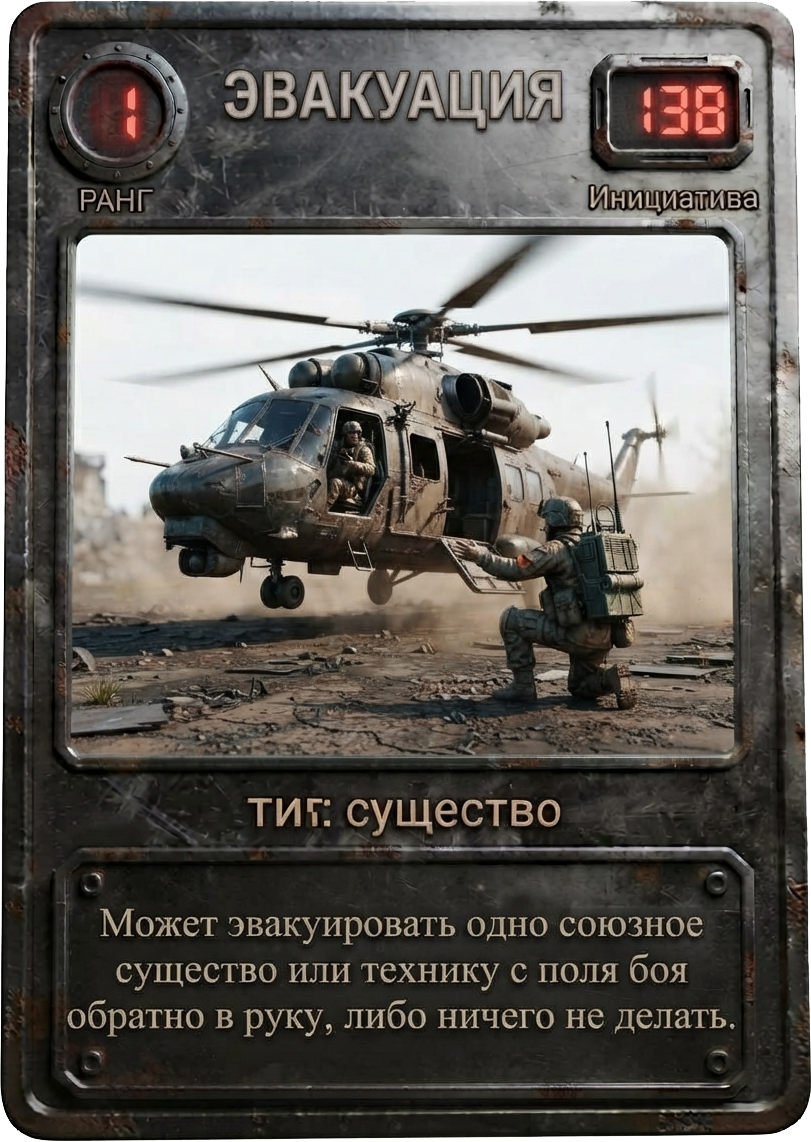 1
ЭВАКУАЦИЯ
138
РАНГ
Инициатива
тип: существо
Может эвакуировать одно союзное
существо или технику с поля боя
обратно в руку, либо ничего не делать.